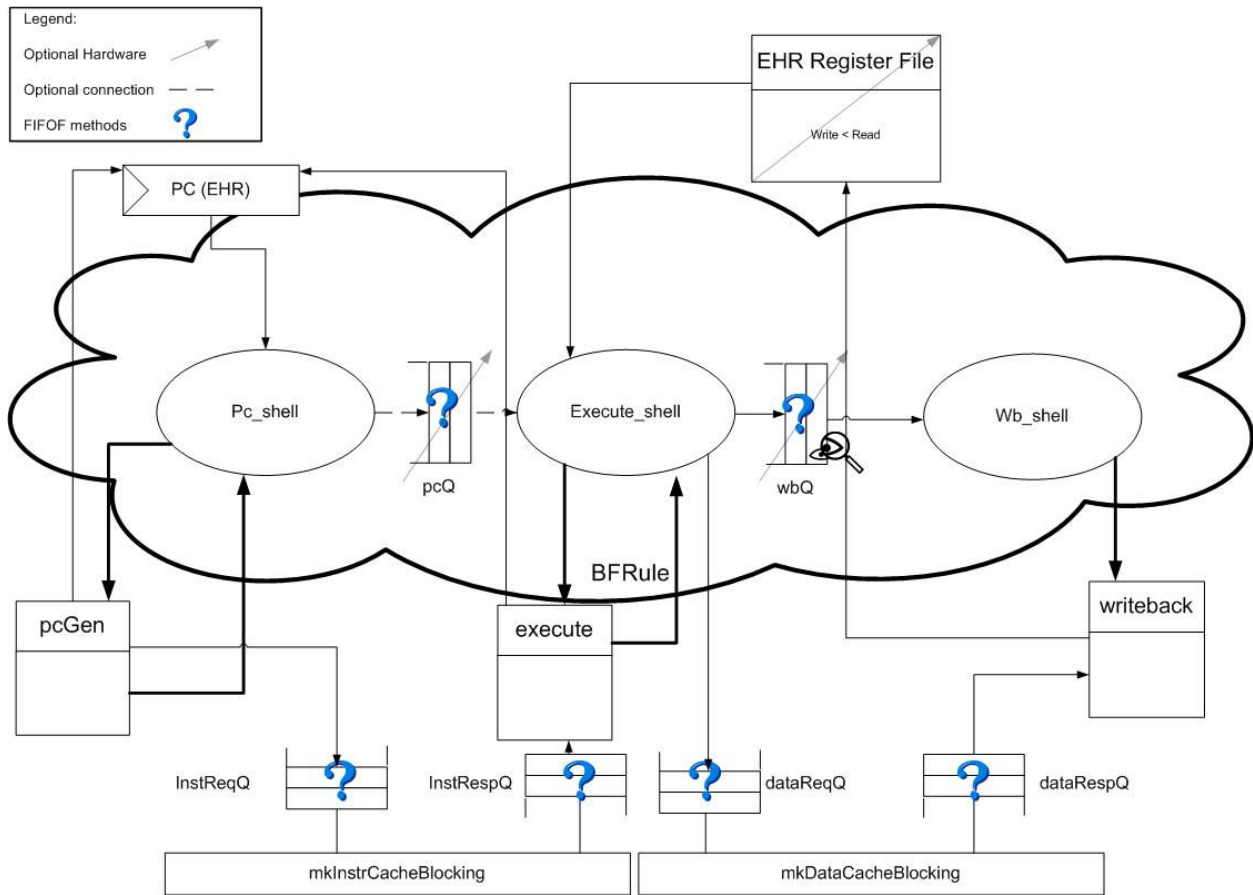 Legend:
Optional Hardware
Optional connection
FIFOF methods
?
EHR Register File
Write < Read
PC (EHR)
Pc_shell
?
pcQ
Execute_shell
?
wbQ
Wb_shell
BFRule
pcGen
execute
writeback
InstReqQ
?
InstRespQ
?
?
dataReqQ
?
dataRespQ
mkInstrCacheBlocking
mkDataCacheBlocking